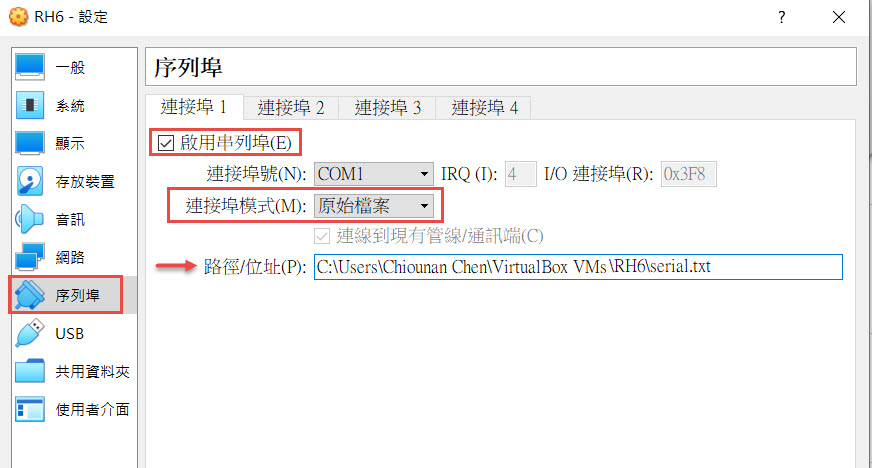 RH6 - 設定
?
一般
系統
顯示
存放裝置
音訊
網路
序列埠
USB
共用資料夾
使用者介面
序列埠
連接埠 1 連接埠 2 連接埠 3 連接埠 4
啟用串列埠(E)
連接埠號(N): COM1 IRQ (I): 4 I/O 連接埠(R): 0x3F8
連接埠模式(M): 原始檔案
連線到現有管線/通訊端(C)
路徑/位址(P): C:\Users\Chiounan Chen\VirtualBox VMs\RH6\serial.txt